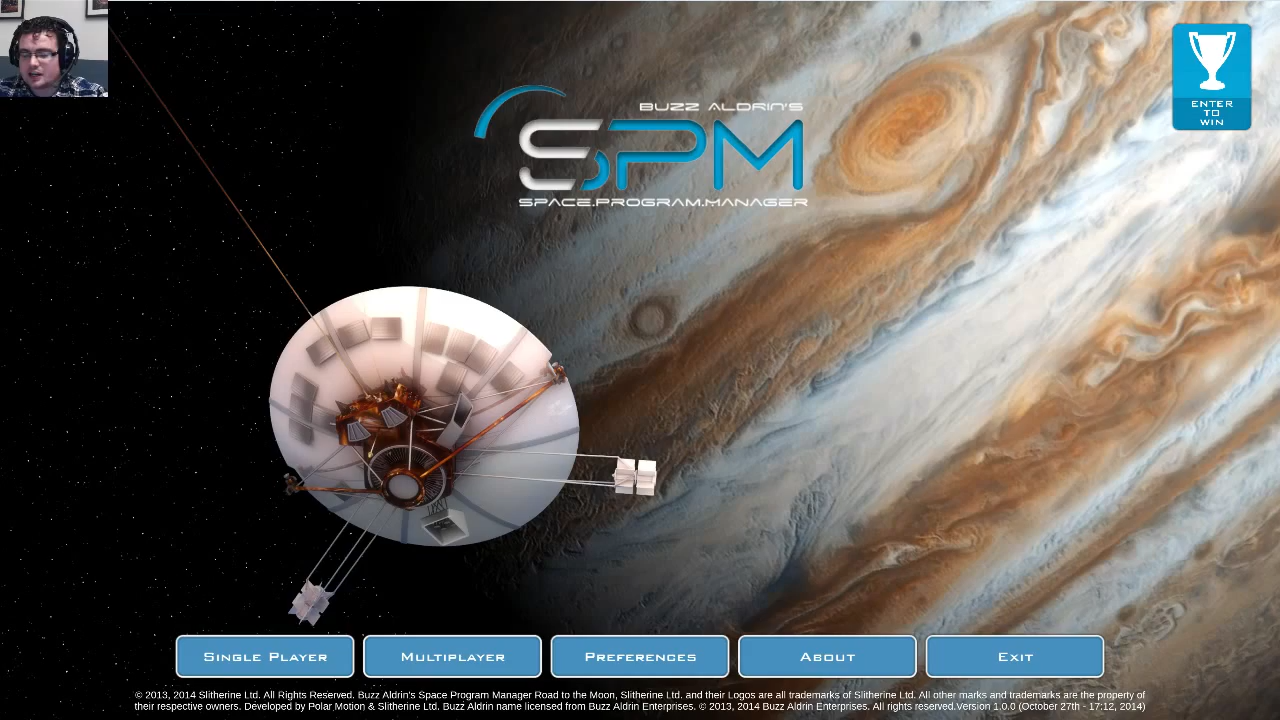 BUZZ ALDRIN'S
SPM
SPACE.PROGRAM.MANAGER
ENTER
TO
WIN
Single Player
Multiplayer
Preferences
About
Exit
© 2013, 2014 Slitherine Ltd. All Rights Reserved. Buzz Aldrin's Space Program Manager Road to the Moon, Slitherine Ltd. and their Logos are all trademarks of Slitherine Ltd. All other marks and trademarks are the property of
their respective owners. Developed by Polar Motion & Slitherine Ltd. Buzz Aldrin name licensed from Buzz Aldrin Enterprises. © 2013, 2014 Buzz Aldrin Enterprises. All rights reserved.Version 1.0.0 (October 27th - 17:12, 2014)